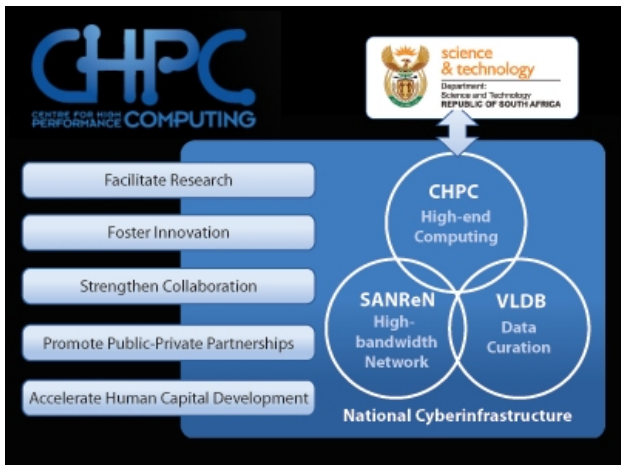 CHPC
CENTRE FOR HIGH
PERFORMANCE COMPUTING
science
& technology
Department:
Science and Technology
REPUBLIC OF SOUTH AFRICA
Facilitate Research
Foster Innovation
Strengthen Collaboration
Promote Public-Private Partnerships
Accelerate Human Capital Development
CHPC
High-end
Computing
SANReN
High-
bandwidth
Network
VLDB
Data
Curation
National Cyberinfrastructure